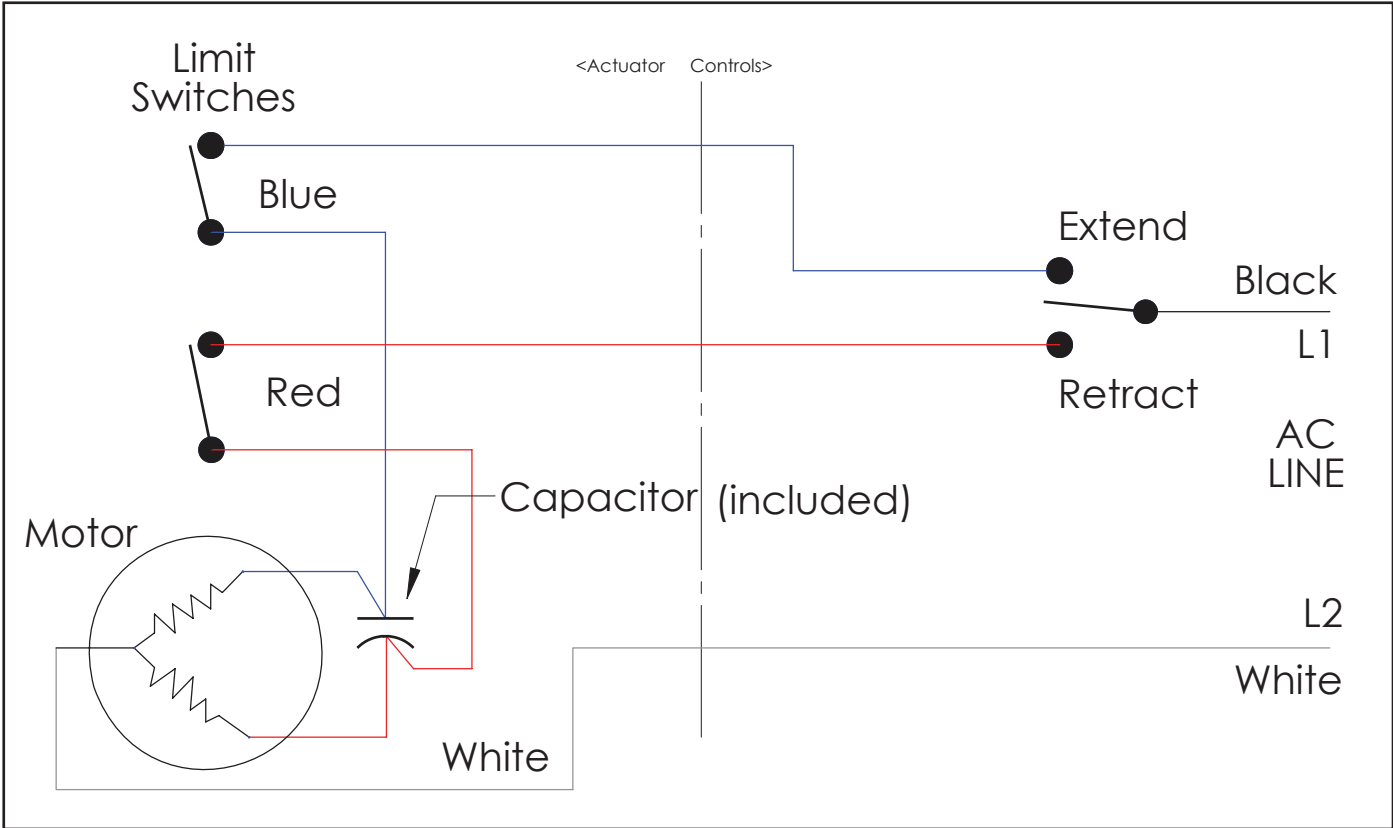 Limit
Switches
<Actuator Controls>
Blue
Extend
Black
L1
Red
Retract
AC
LINE
Capacitor (included)
Motor
L2
White
White